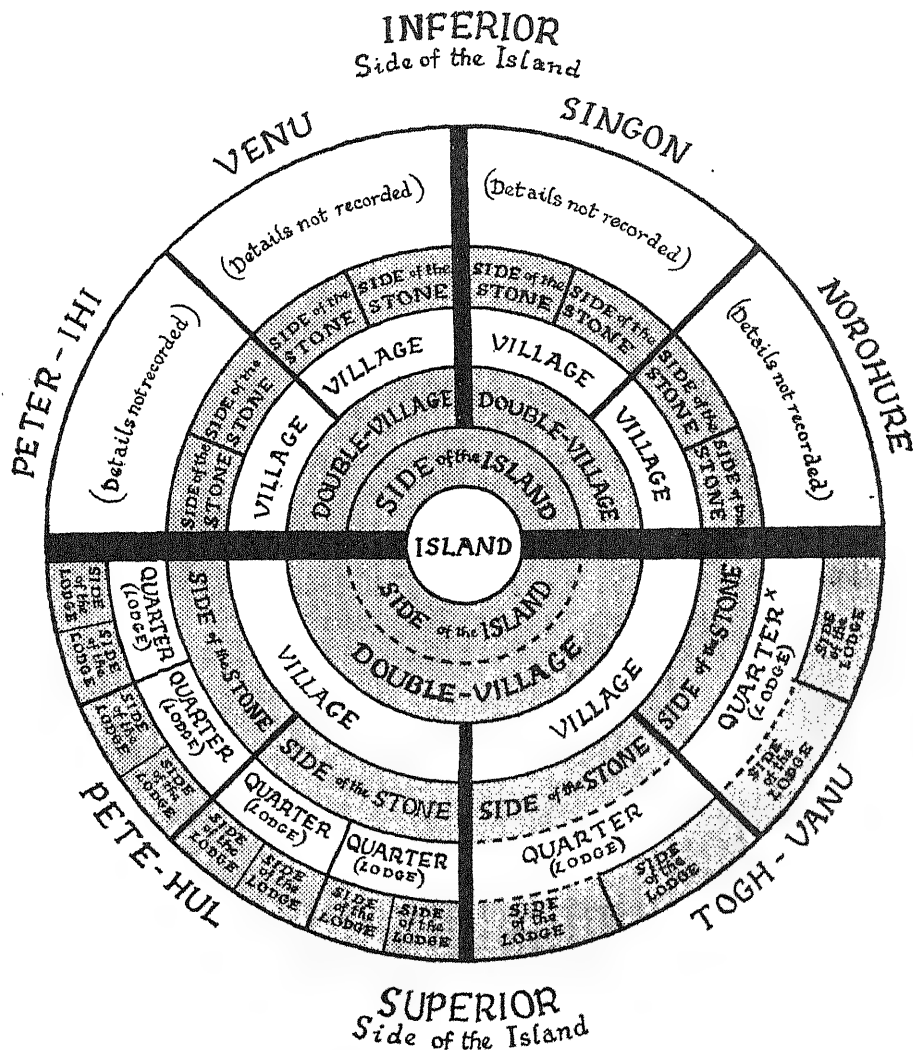 INFERIOR
Side of the Island
VENU
SINGON
PETER-IHI
NOROHURE
(Details not recorded)
(Details not recorded)
(Details not recorded)
(Details not recorded)
SIDE of the
STONE
SIDE of the
STONE
SIDE of the
STONE
SIDE of the
STONE
SIDE of the
STONE
SIDE of the
STONE
SIDE of the
STONE
SIDE of the
STONE
VILLAGE
VILLAGE
VILLAGE
VILLAGE
DOUBLE-VILLAGE
DOUBLE-VILLAGE
SIDE of the ISLAND
ISLAND
SIDE of the ISLAND
DOUBLE-VILLAGE
VILLAGE
VILLAGE
SIDE of the STONE
SIDE of the STONE
SIDE of the STONE
SIDE of the STONE
QUARTER
(LODGE)
QUARTER
(LODGE)
QUARTER
(LODGE)
QUARTER
(LODGE)
QUARTER
(LODGE)
QUARTER x
(LODGE)
SIDE
of the
LODGE
SIDE
of the
LODGE
SIDE
of the
LODGE
SIDE
of the
LODGE
SIDE
of the
LODGE
SIDE
of the
LODGE
SIDE
of the
LODGE
SIDE
of the
LODGE
SIDE
of the
LODGE
SIDE
of the
LODGE
SIDE
of the
LODGE
SIDE
of the
LODGE
PETE-HUL
TOGH-VANU
SUPERIOR
Side of the Island